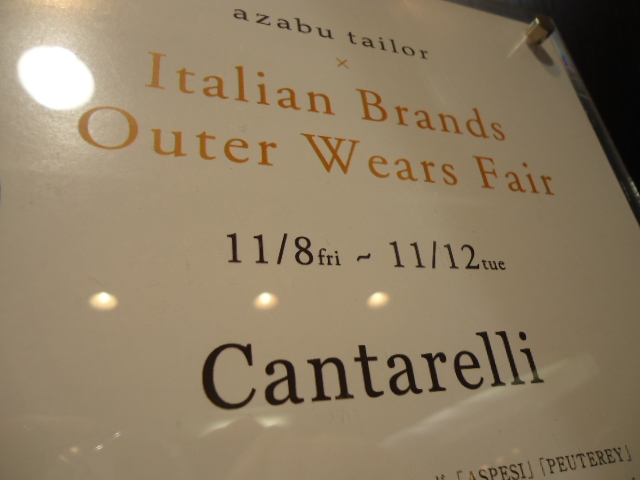 azabu tailor
×
Italian Brands
Outer Wears Fair
11/8fri ~ 11/12tue
Cantarelli
「ASPESI」「PEUTEREY」